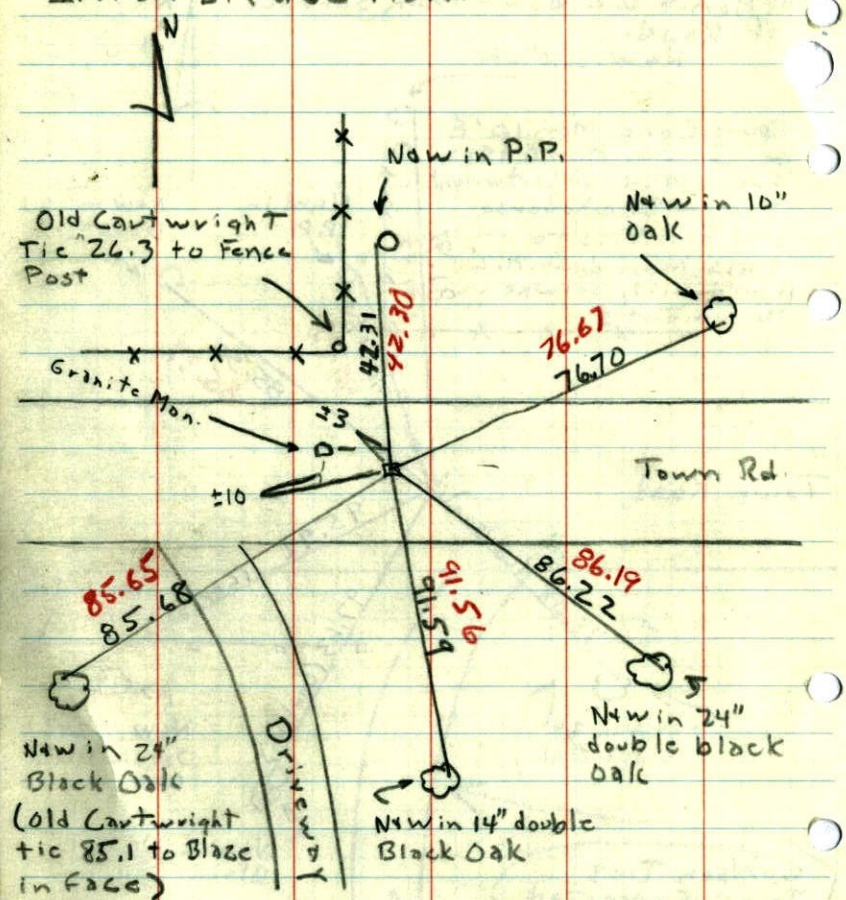 N
N&W in P.P.
N&W in 10"
Oak
Old Cartwright
Tie 26.3 to Fence
Post
42.31
42.30
76.67
76.70
Granite Mon.
±3
±10
Town Rd.
85.65
85.68
91.56
91.59
86.19
86.22
N&W in 24"
double black
Oak
N&W in 24"
Black Oak
(Old Cartwright
tie 85.1 to Blaze
in Face)
Driveway
N&W in 14" double
Black Oak